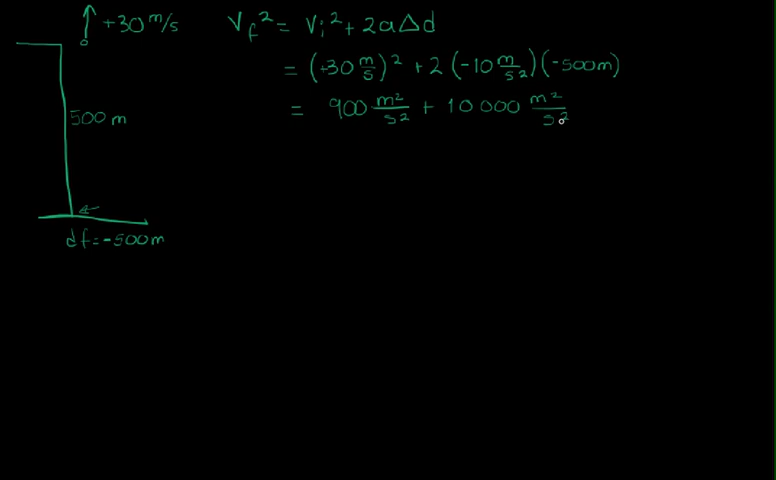 +30 m/s
500 m
df = -500m
Vf² = Vi² + 2aΔd
= (+30 m/s)² + 2 (-10 m/s²)(-500m)
= 900 m²/s² + 10 000 m²/s²